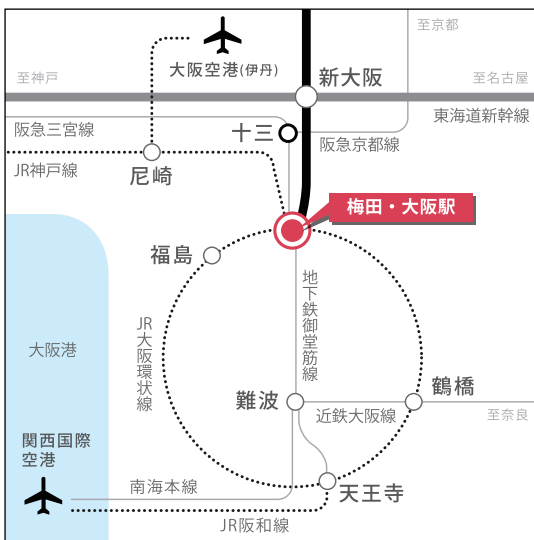 至京都
大阪空港(伊丹)
至神戸
新大阪
至名古屋
東海道新幹線
阪急三宮線
十三
阪急京都線
JR神戸線
尼崎
梅田・大阪駅
福島
地下鉄御堂筋線
JR大阪環状線
大阪港
鶴橋
難波
近鉄大阪線
至奈良
関西国際
空港
南海本線
天王寺
JR阪和線